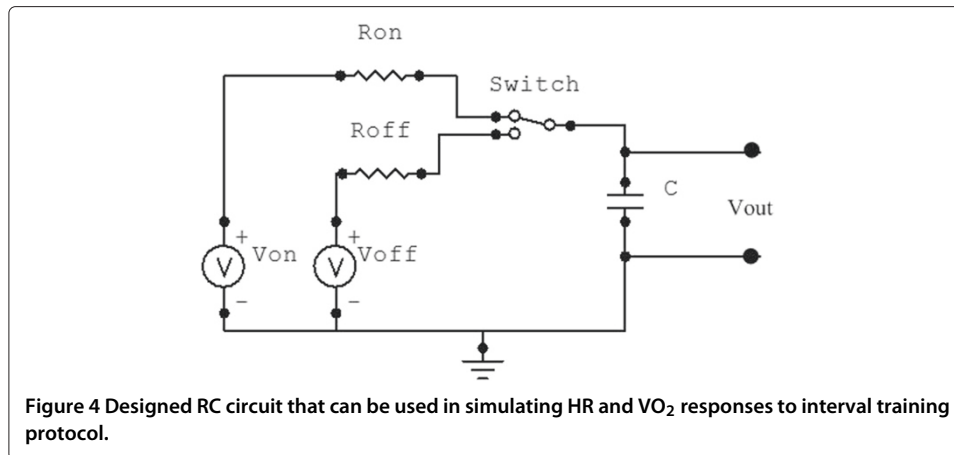 Ron
Switch
Roff
C
Vout
+
+
V
Von
V
Voff
-
-
Figure 4 Designed RC circuit that can be used in simulating HR and VO₂ responses to interval training
protocol.